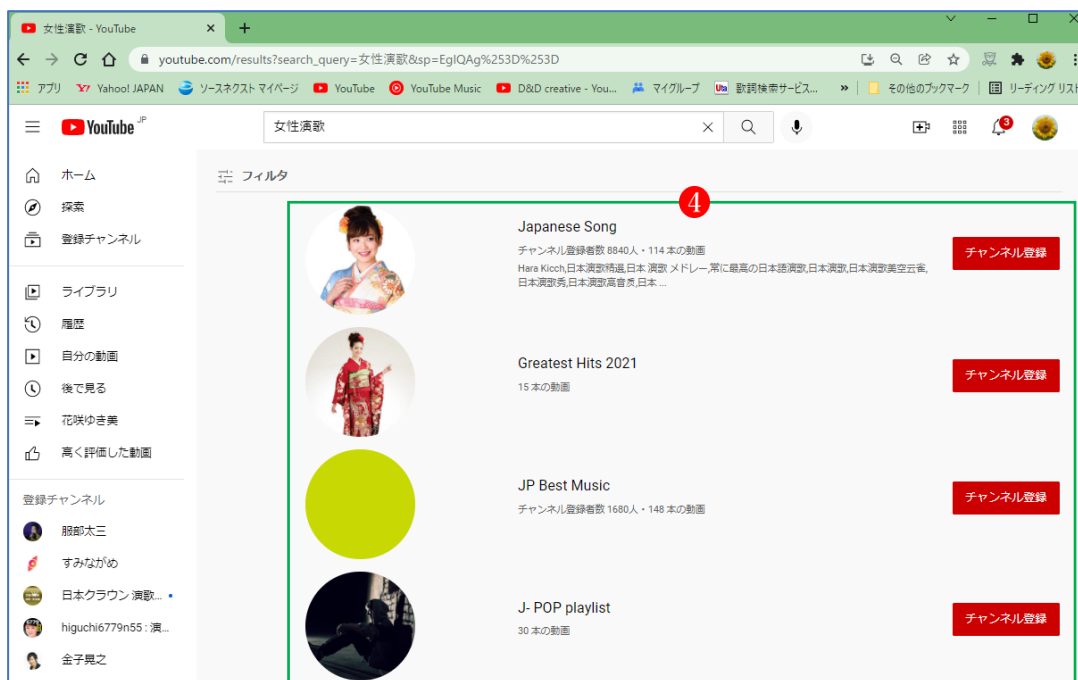 女性演歌 - YouTube
youtube.com/results?search_query=女性演歌&sp=EgIQAg%253D%253D
アプリ Yahoo! JAPAN ソースネクスト マイページ YouTube YouTube Music D&D creative - You... マイグループ Uta 歌詞検索サービス... » その他のブックマーク リーディング リスト
YouTube JP 女性演歌 3
ホーム フィルタ
探索
登録チャンネル
ライブラリ
履歴
自分の動画
後で見る
花咲ゆき美
高く評価した動画
登録チャンネル
服部太三
すみながめ
日本クラウン 演歌...
higuchi6779n55 : 演...
金子晃之
4
Japanese Song
チャンネル登録者数 8840人・114 本の動画
Hara Kicch,日本演歌精選,日本 演歌 メドレー,常に最高の日本語演歌,日本演歌,日本演歌美空云雀,
日本演歌秀,日本演歌高音质,日本 ...
チャンネル登録
Greatest Hits 2021
15 本の動画
チャンネル登録
JP Best Music
チャンネル登録者数 1680人・148 本の動画
チャンネル登録
J- POP playlist
30 本の動画
チャンネル登録